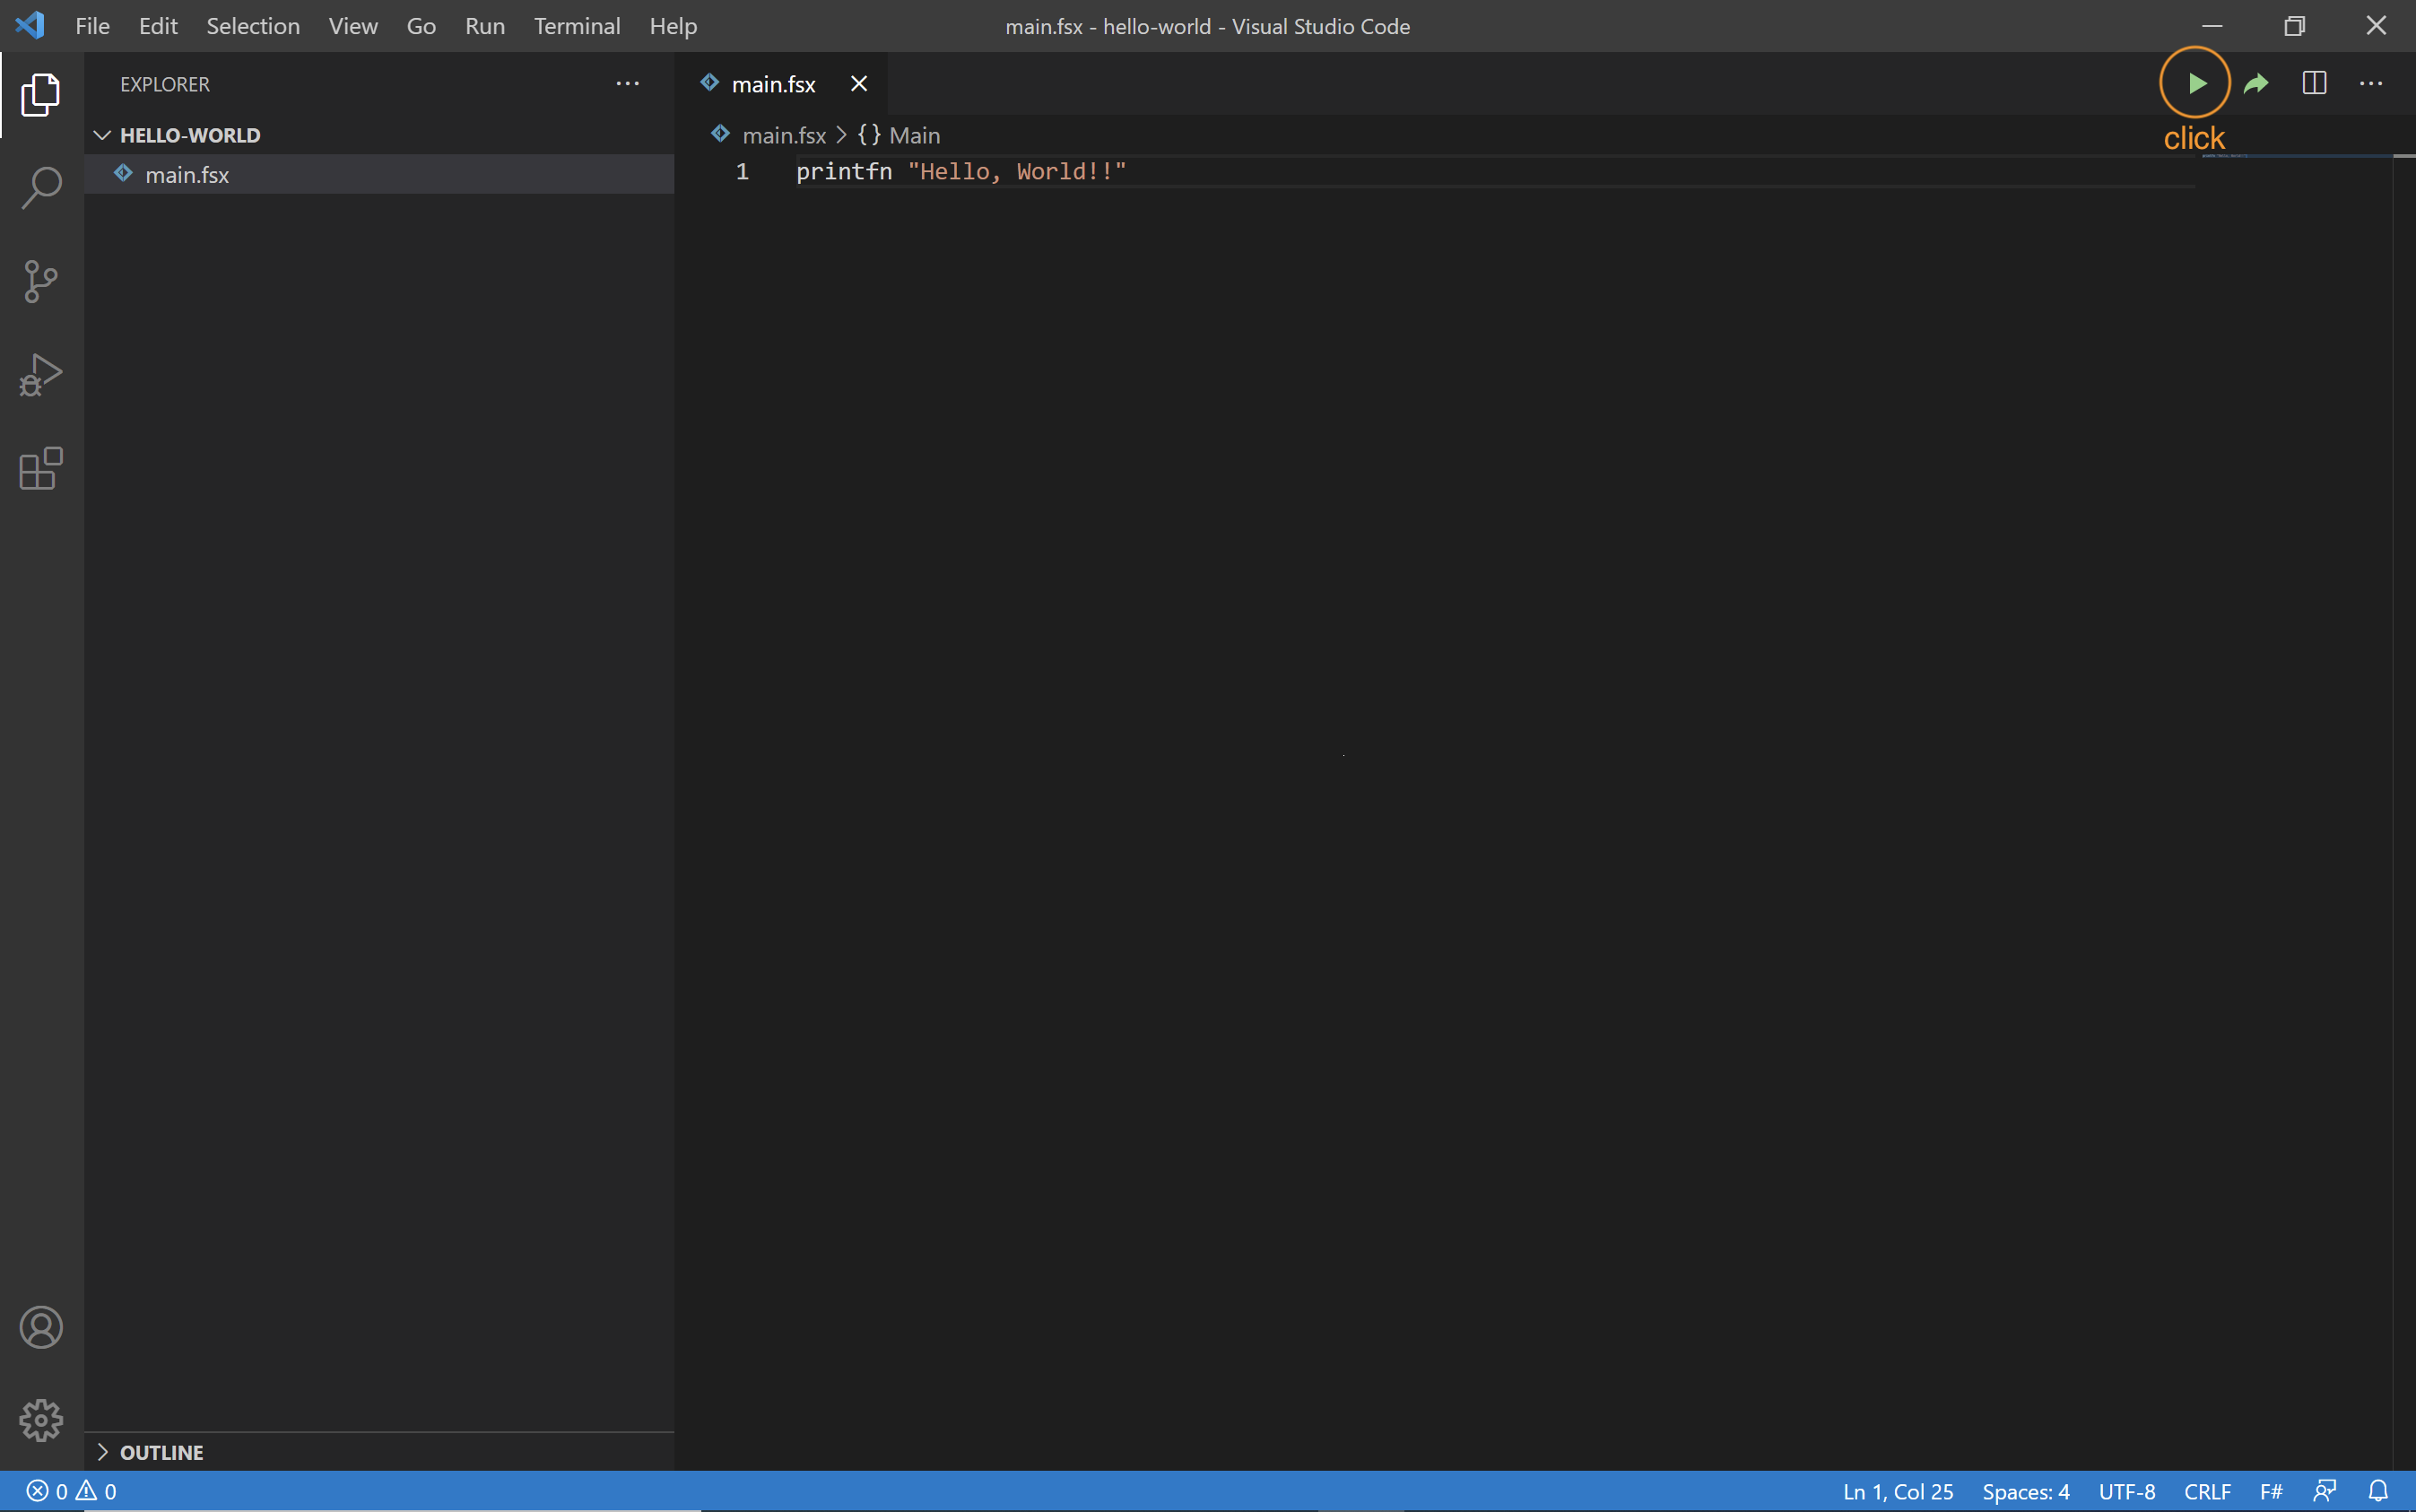 File Edit Selection View Go Run Terminal Help main.fsx - hello-world - Visual Studio Code
EXPLORER
HELLO-WORLD
main.fsx
main.fsx
click
main.fsx > {} Main
1 printfn "Hello, World!!"
OUTLINE
0 0 Ln 1, Col 25 Spaces: 4 UTF-8 CRLF F#